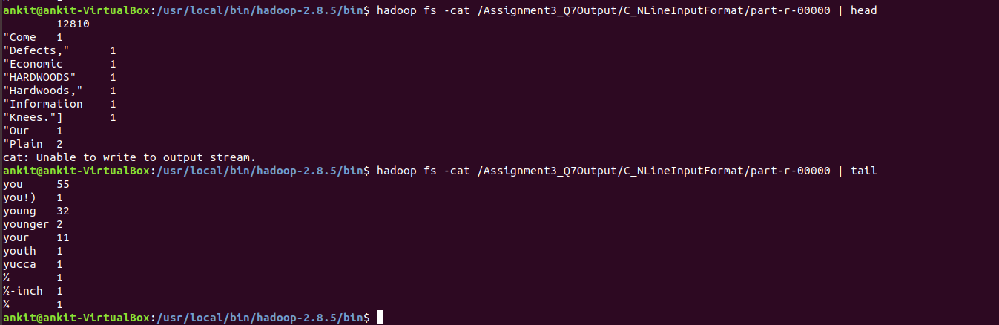 ankit@ankit-VirtualBox:/usr/local/bin/hadoop-2.8.5/bin$ hadoop fs -cat /Assignment3_Q7Output/C_NLineInputFormat/part-r-00000 | head
        12810
"Come   1
"Defects,"      1
"Economic       1
"HARDWOODS"     1
"Hardwoods,"    1
"Information    1
"Knees."]       1
"Our    1
"Plain  2
cat: Unable to write to output stream.
ankit@ankit-VirtualBox:/usr/local/bin/hadoop-2.8.5/bin$ hadoop fs -cat /Assignment3_Q7Output/C_NLineInputFormat/part-r-00000 | tail
you     55
you!)   1
young   32
younger 2
your    11
youth   1
yucca   1
½       1
½-inch  1
¾       1
ankit@ankit-VirtualBox:/usr/local/bin/hadoop-2.8.5/bin$